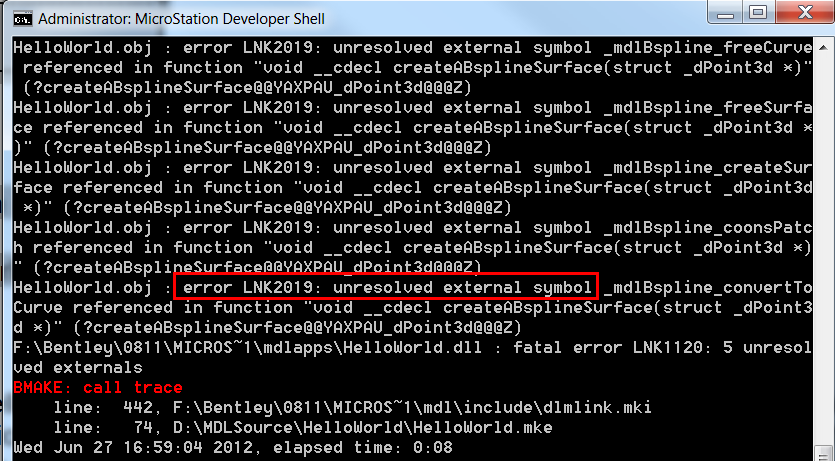 Administrator: MicroStation Developer Shell
HelloWorld.obj : error LNK2019: unresolved external symbol _mdlBspline_freeCurve
 referenced in function "void __cdecl createABsplineSurface(struct _dPoint3d *)"
 (?createABsplineSurface@@YAXPAU_dPoint3d@@@Z)
HelloWorld.obj : error LNK2019: unresolved external symbol _mdlBspline_freeSurfa
ce referenced in function "void __cdecl createABsplineSurface(struct _dPoint3d *
)" (?createABsplineSurface@@YAXPAU_dPoint3d@@@Z)
HelloWorld.obj : error LNK2019: unresolved external symbol _mdlBspline_createSur
face referenced in function "void __cdecl createABsplineSurface(struct _dPoint3d
 *)" (?createABsplineSurface@@YAXPAU_dPoint3d@@@Z)
HelloWorld.obj : error LNK2019: unresolved external symbol _mdlBspline_coonsPatc
h referenced in function "void __cdecl createABsplineSurface(struct _dPoint3d *)
" (?createABsplineSurface@@YAXPAU_dPoint3d@@@Z)
HelloWorld.obj : error LNK2019: unresolved external symbol _mdlBspline_convertTo
Curve referenced in function "void __cdecl createABsplineSurface(struct _dPoint3
d *)" (?createABsplineSurface@@YAXPAU_dPoint3d@@@Z)
F:\Bentley\0811\MICROS~1\mdlapps\HelloWorld.dll : fatal error LNK1120: 5 unresol
ved externals
BMAKE: call trace
    line:  442, F:\Bentley\0811\MICROS~1\mdl\include\dlmlink.mki
    line:   74, D:\MDLSource\HelloWorld\HelloWorld.mke
Wed Jun 27 16:59:04 2012, elapsed time: 0:08